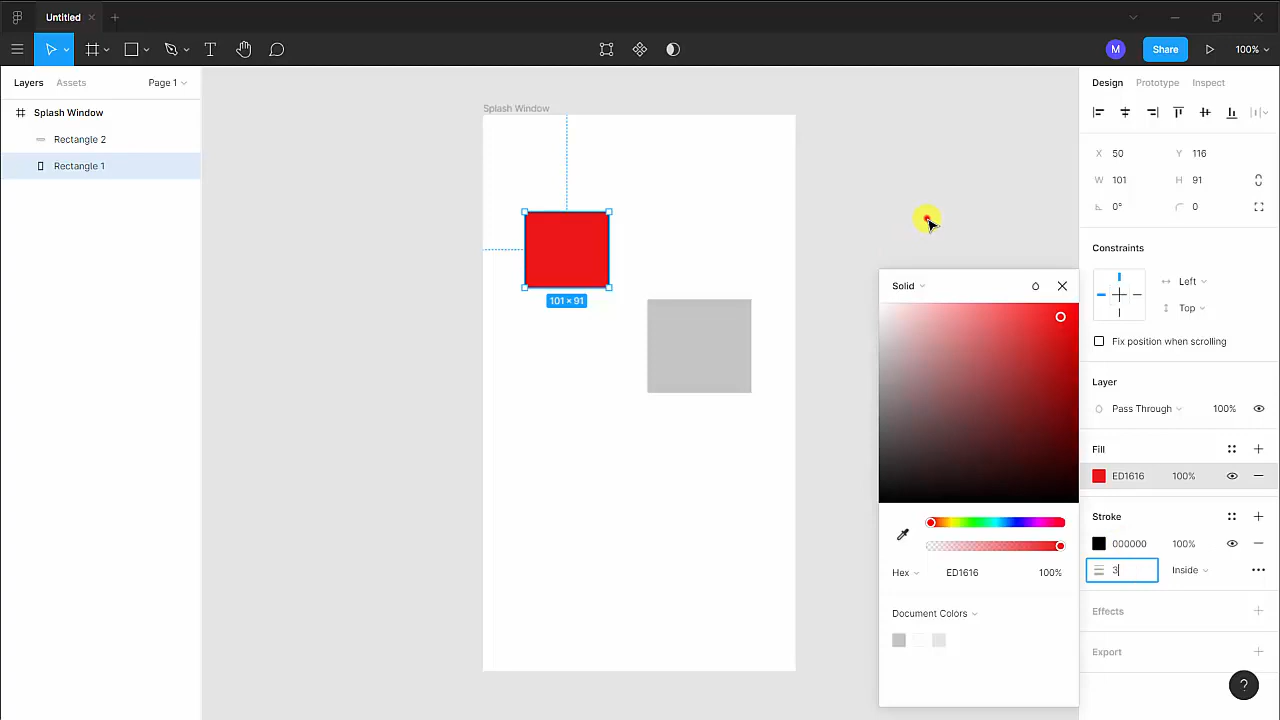 Untitled
M
Share
100%
Layers
Assets
Page 1
Splash Window
Rectangle 2
Rectangle 1
Splash Window
101 × 91
Design
Prototype
Inspect
X 50
Y 116
W 101
H 91
0°
0
Constraints
Left
Top
Fix position when scrolling
Layer
Pass Through
100%
Fill
ED1616
100%
Stroke
000000
100%
3
Inside
Effects
Export
Solid
Hex
ED1616
100%
Document Colors
?